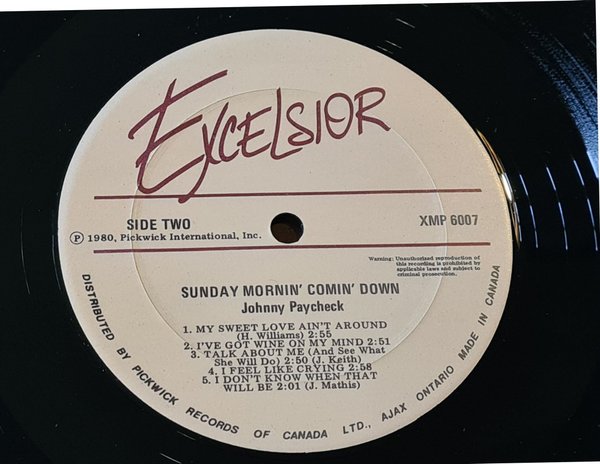 EXCELSIOR
SIDE TWO
XMP 6007
Ⓟ 1980, Pickwick International, Inc.
Warning: Unauthorized reproduction of
this recording is prohibited by
applicable laws and subject to
criminal prosecution.
SUNDAY MORNIN' COMIN' DOWN
Johnny Paycheck
1. MY SWEET LOVE AIN'T AROUND
(H. Williams) 2:55
2. I'VE GOT WINE ON MY MIND 2:51
3. TALK ABOUT ME (And See What
She Will Do) 2:50 (J. Keith)
4. I FEEL LIKE CRYING 2:58
5. I DON'T KNOW WHEN THAT
WILL BE 2:01 (J. Mathis)
DISTRIBUTED BY PICKWICK RECORDS OF CANADA LTD., AJAX ONTARIO MADE IN CANADA